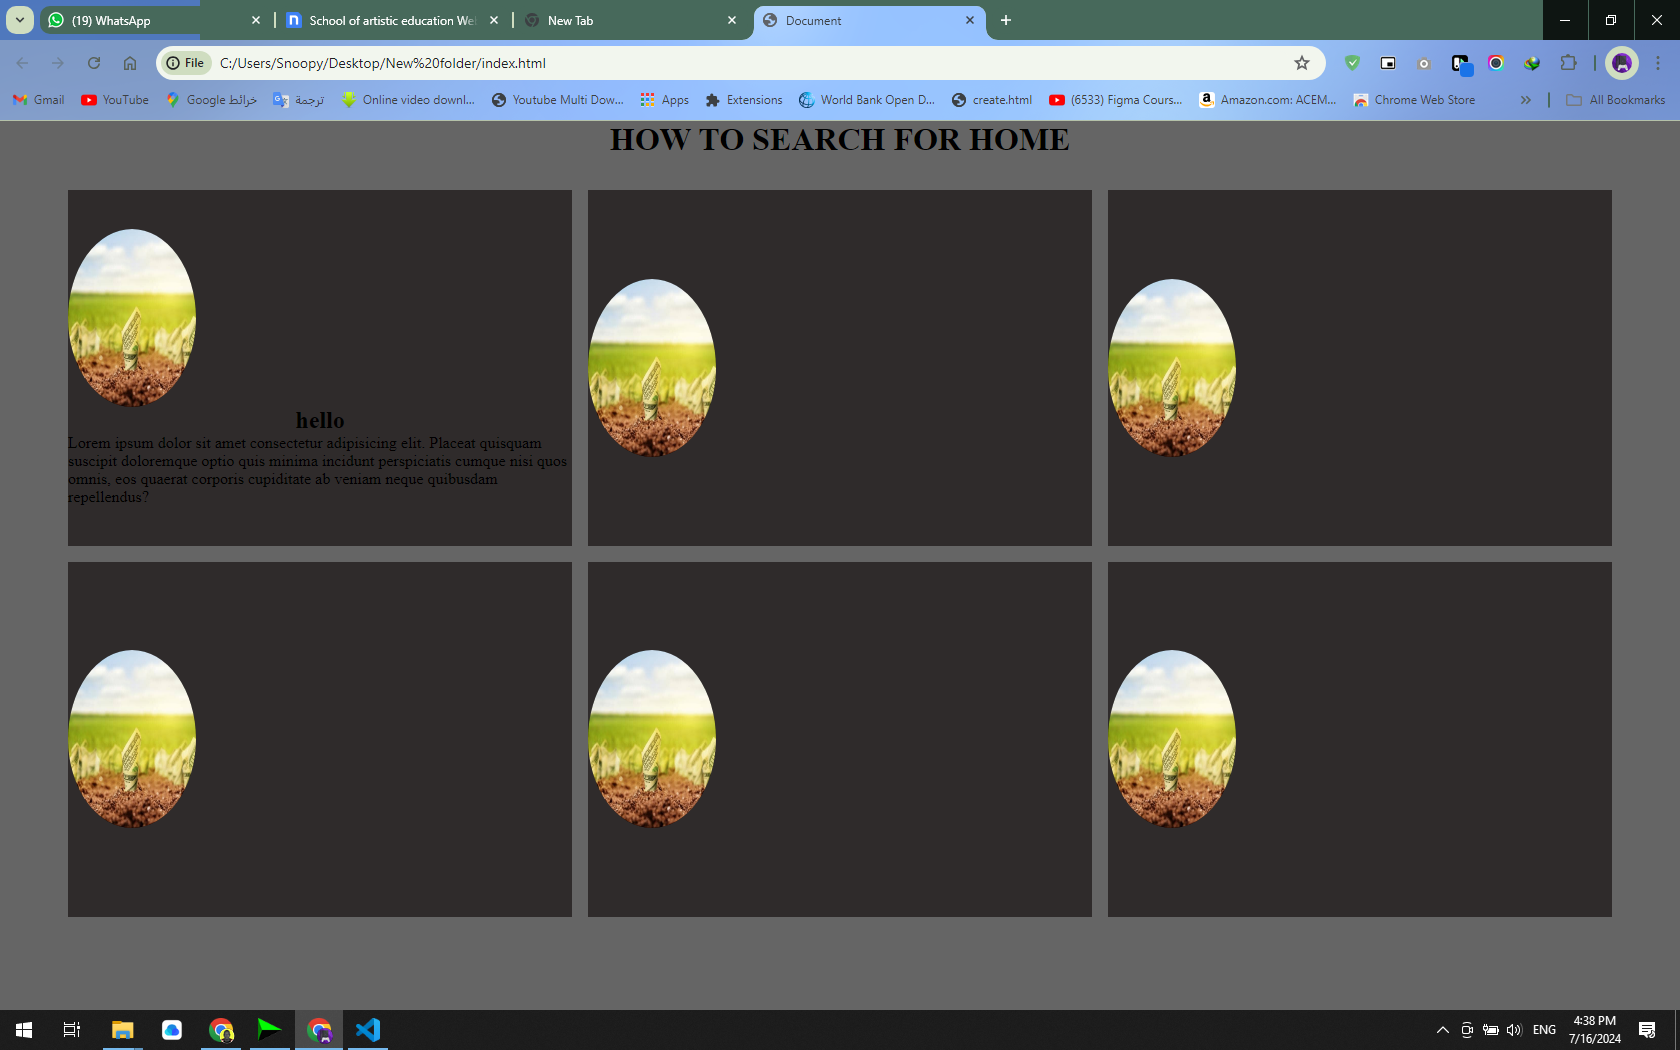 (19) WhatsApp
School of artistic education We
New Tab
Document
File
C:/Users/Snoopy/Desktop/New%20folder/index.html
Gmail
YouTube
خرائط Google
ترجمة
Online video downl...
Youtube Multi Dow...
Apps
Extensions
World Bank Open D...
create.html
(6533) Figma Cours...
Amazon.com: ACEM...
Chrome Web Store
All Bookmarks
HOW TO SEARCH FOR HOME
hello
Lorem ipsum dolor sit amet consectetur adipisicing elit. Placeat quisquam
suscipit doloremque optio quis minima incidunt perspiciatis cumque nisi quos
omnis, eos quaerat corporis cupiditate ab veniam neque quibusdam
repellendus?
ENG
4:38 PM
7/16/2024